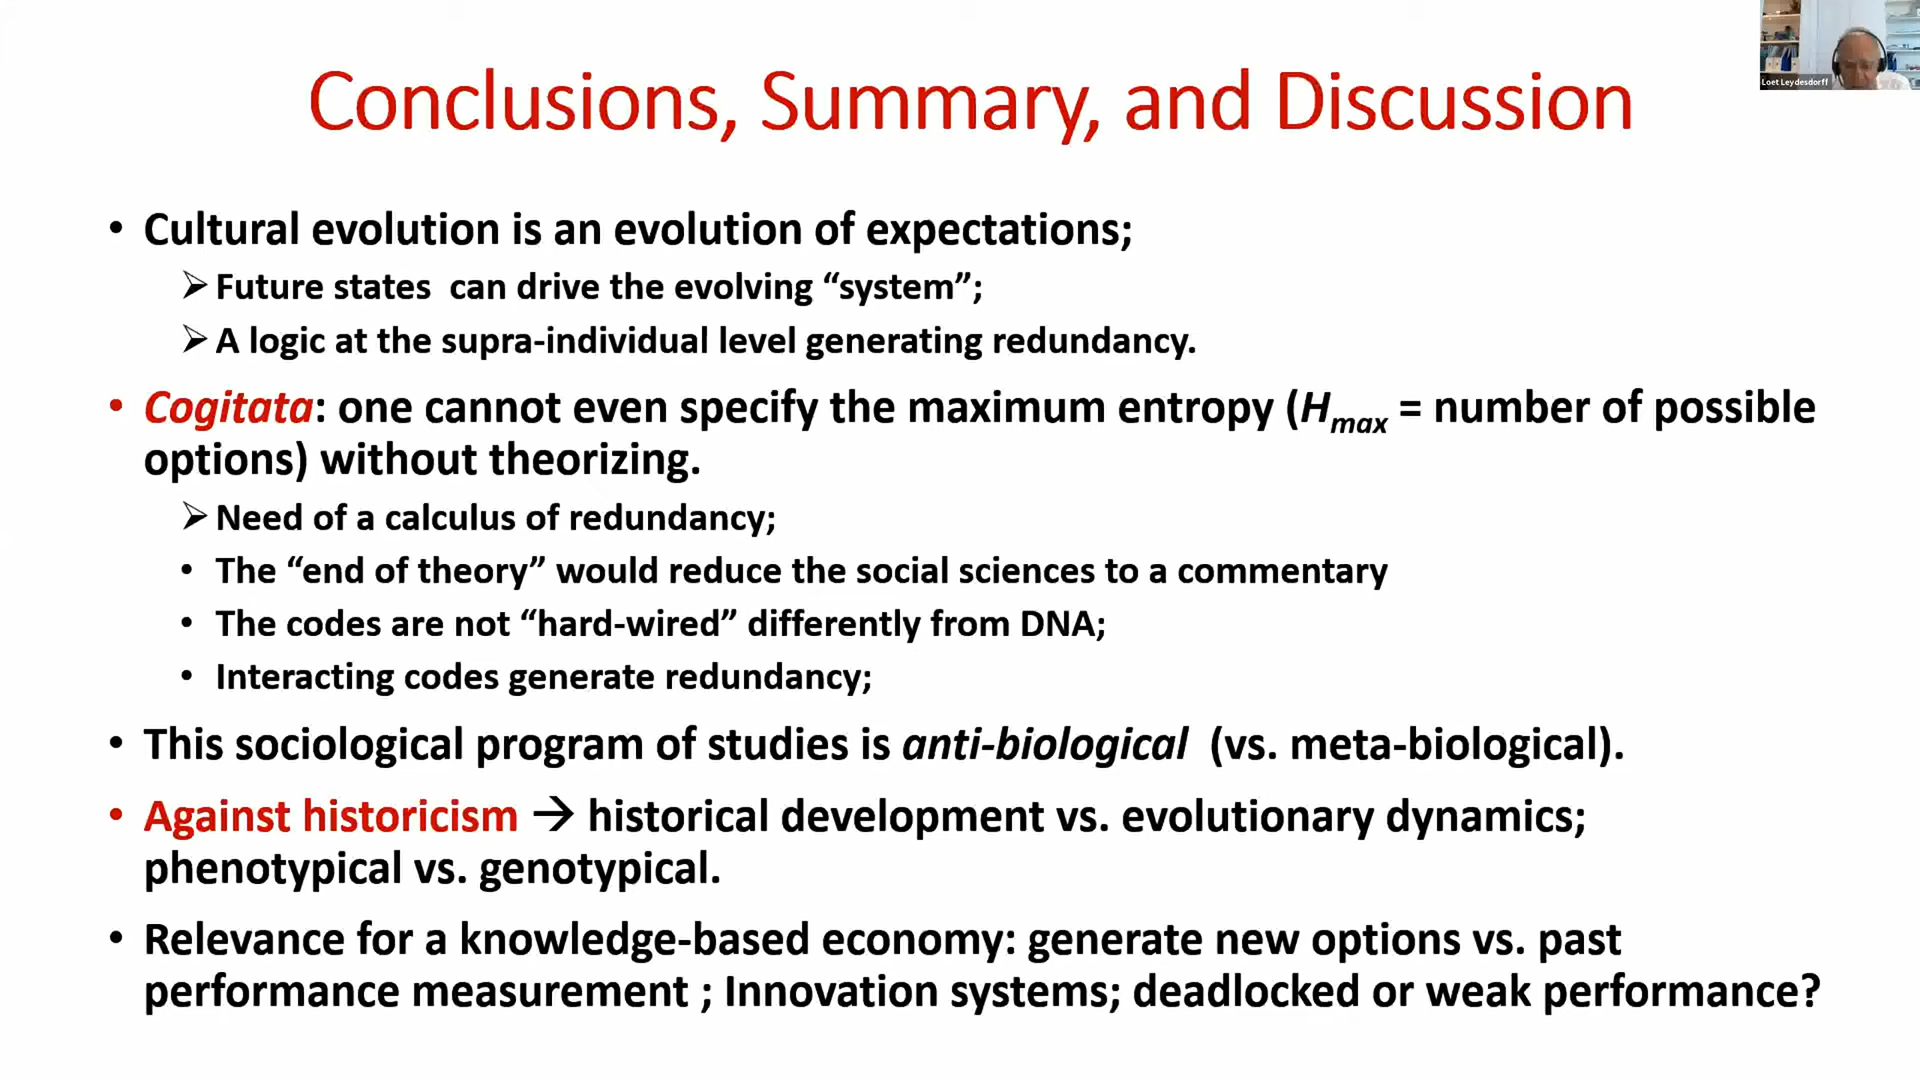 Loet Leydesdorff
Conclusions, Summary, and Discussion
• Cultural evolution is an evolution of expectations;
➢ Future states can drive the evolving “system”;
➢ A logic at the supra-individual level generating redundancy.
• Cogitata: one cannot even specify the maximum entropy (Hmax = number of possible
options) without theorizing.
➢ Need of a calculus of redundancy;
• The “end of theory” would reduce the social sciences to a commentary
• The codes are not “hard-wired” differently from DNA;
• Interacting codes generate redundancy;
• This sociological program of studies is anti-biological (vs. meta-biological).
• Against historicism → historical development vs. evolutionary dynamics;
phenotypical vs. genotypical.
• Relevance for a knowledge-based economy: generate new options vs. past
performance measurement ; Innovation systems; deadlocked or weak performance?